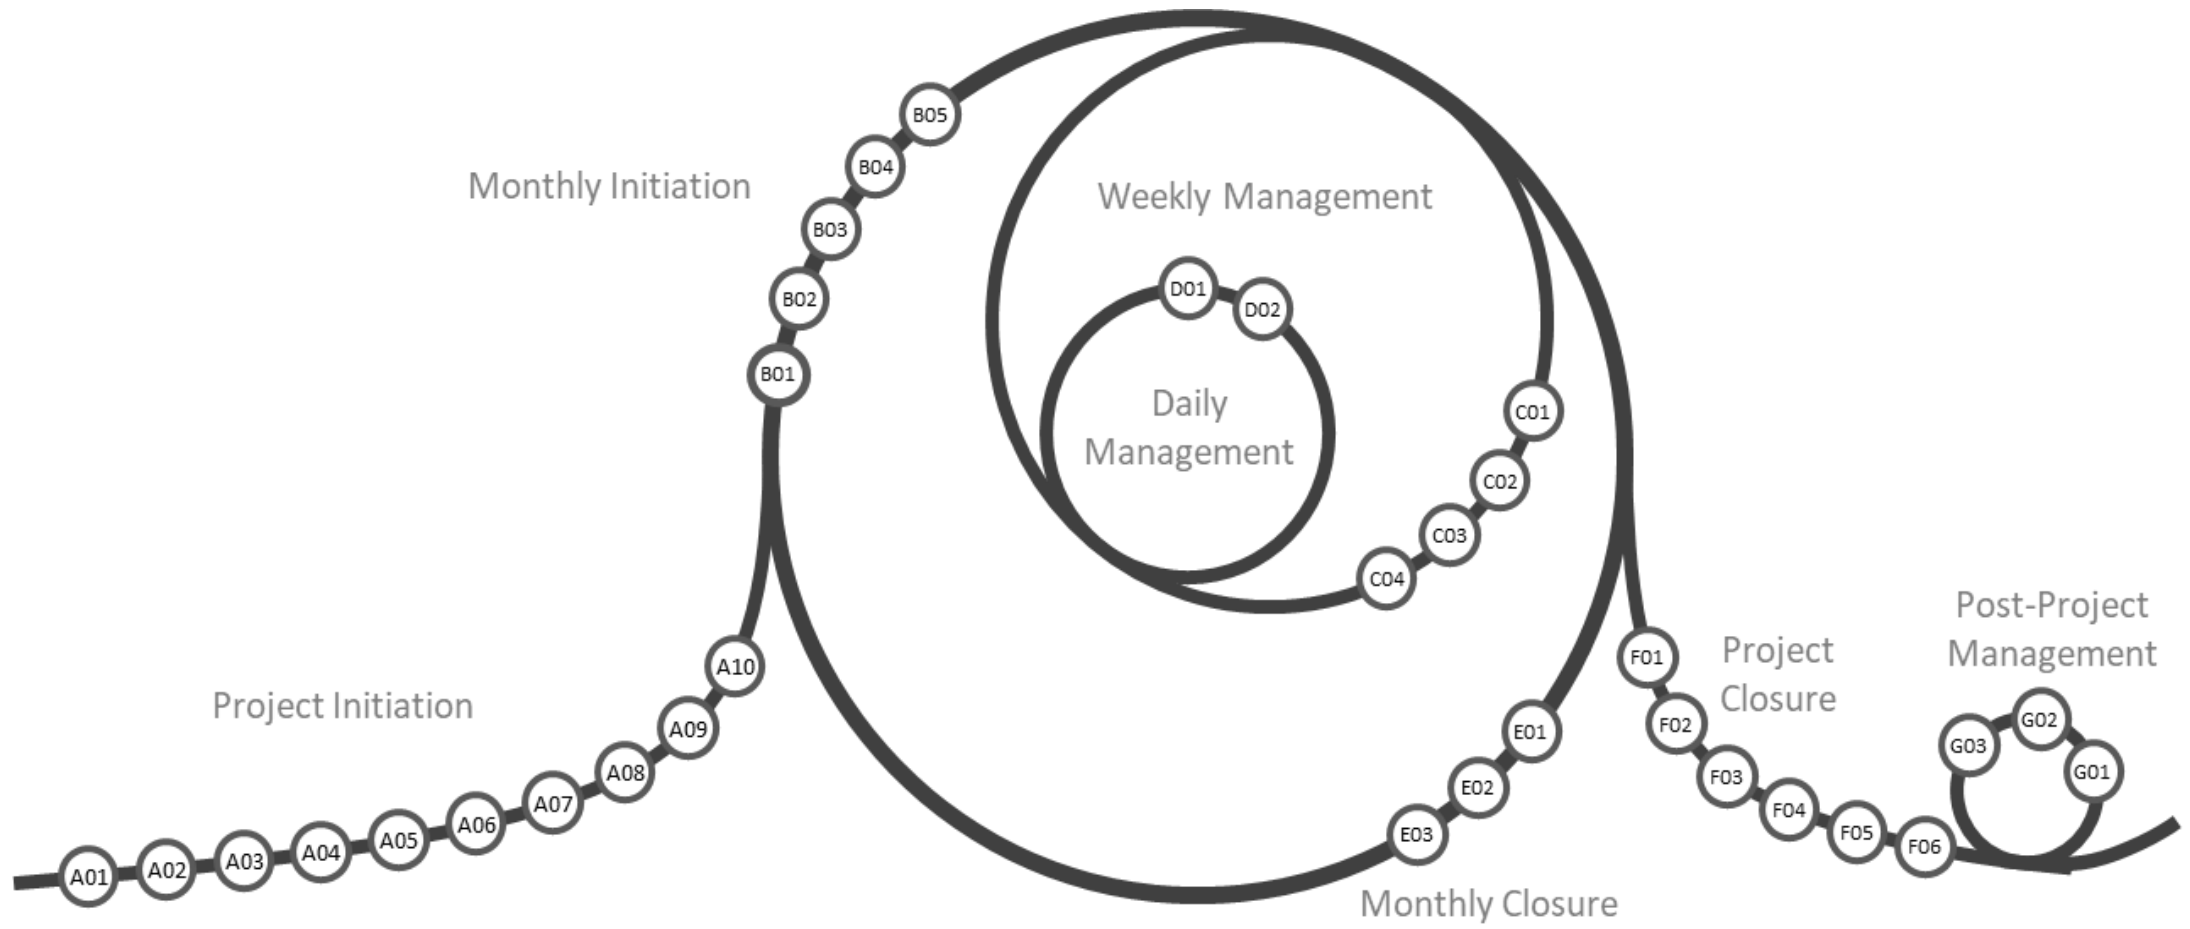 A01
A02
A03
A04
A05
A06
A07
A08
A09
A10
Project Initiation
B01
B02
B03
B04
B05
Monthly Initiation
Weekly Management
C01
C02
C03
C04
D01
D02
Daily
Management
E01
E02
E03
Monthly Closure
F01
F02
F03
F04
F05
F06
Project
Closure
Post-Project
Management
G01
G02
G03